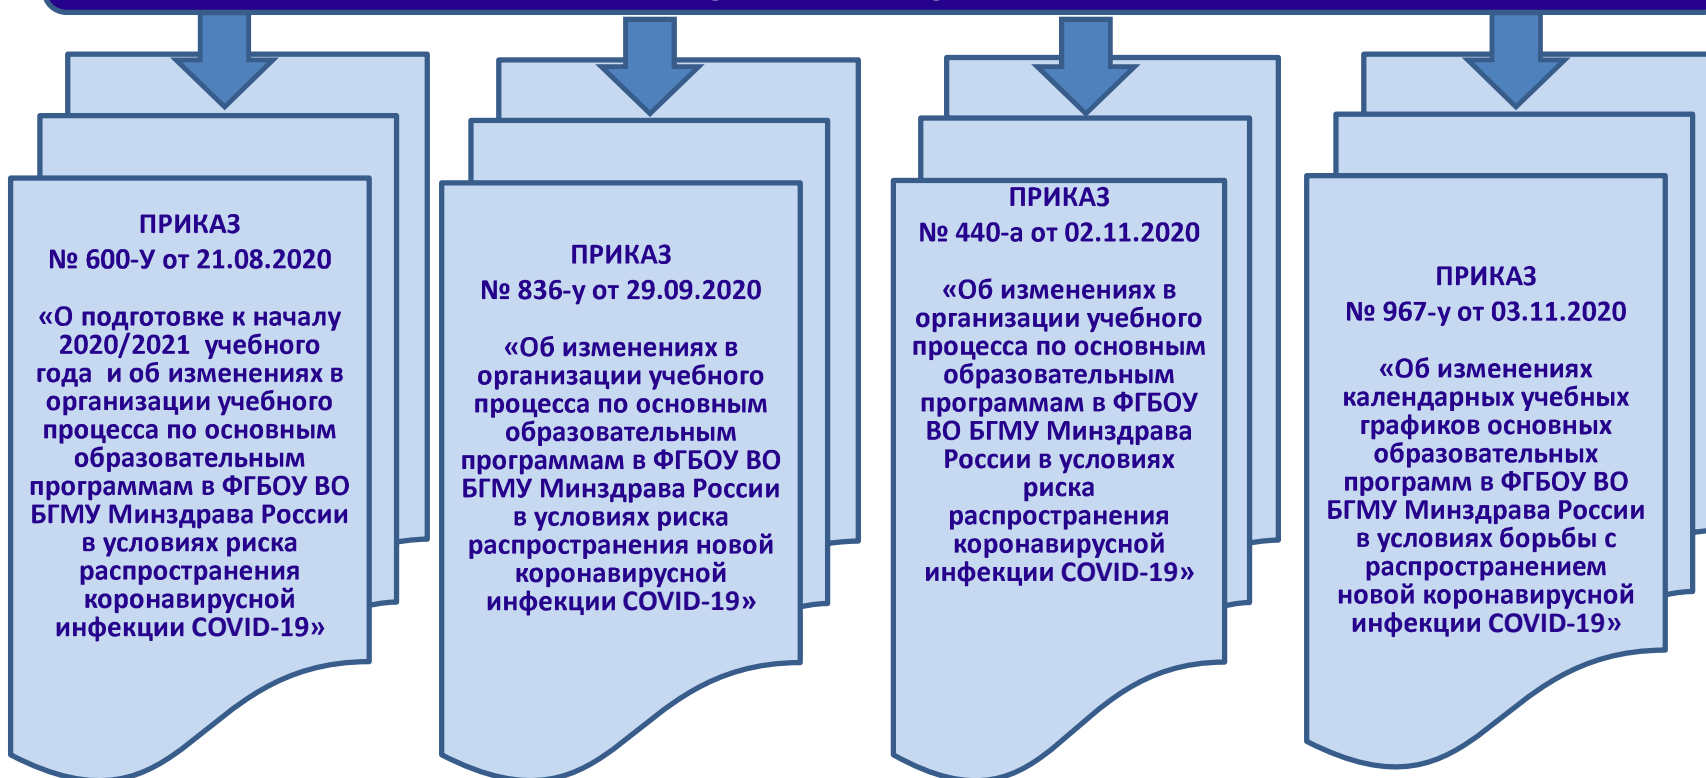 ПРИКАЗ
№ 600-У от 21.08.2020
«О подготовке к началу
2020/2021 учебного
года и об изменениях в
организации учебного
процесса по основным
образовательным
программам в ФГБОУ ВО
БГМУ Минздрава России
в условиях риска
распространения
коронавирусной
инфекции COVID-19»
ПРИКАЗ
№ 836-у от 29.09.2020
«Об изменениях в
организации учебного
процесса по основным
образовательным
программам в ФГБОУ ВО
БГМУ Минздрава России
в условиях риска
распространения новой
коронавирусной
инфекции COVID-19»
ПРИКАЗ
№ 440-а от 02.11.2020
«Об изменениях в
организации учебного
процесса по основным
образовательным
программам в ФГБОУ
ВО БГМУ Минздрава
России в условиях
риска
распространения
коронавирусной
инфекции COVID-19»
ПРИКАЗ
№ 967-у от 03.11.2020
«Об изменениях
календарных учебных
графиков основных
образовательных
программ в ФГБОУ ВО
БГМУ Минздрава России
в условиях борьбы с
распространением
новой коронавирусной
инфекции COVID-19»